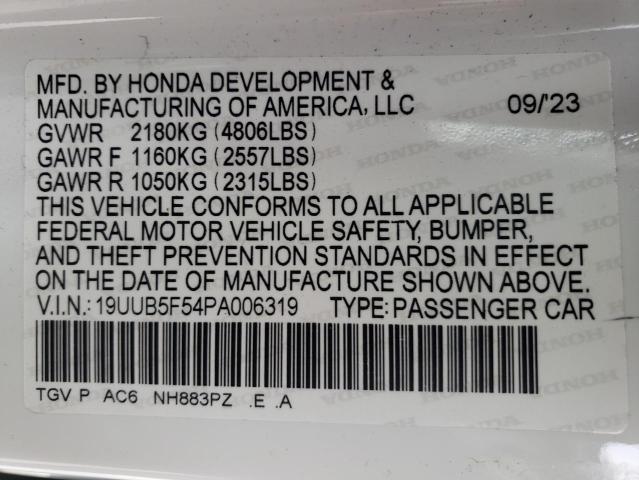 MFD. BY HONDA DEVELOPMENT &
MANUFACTURING OF AMERICA, LLC 09/'23
GVWR 2180KG (4806LBS)
GAWR F 1160KG (2557LBS)
GAWR R 1050KG (2315LBS)
THIS VEHICLE CONFORMS TO ALL APPLICABLE
FEDERAL MOTOR VEHICLE SAFETY, BUMPER,
AND THEFT PREVENTION STANDARDS IN EFFECT
ON THE DATE OF MANUFACTURE SHOWN ABOVE.
V.I.N.: 19UUB5F54PA006319 TYPE: PASSENGER CAR
TGV P AC6 NH883PZ .E .A